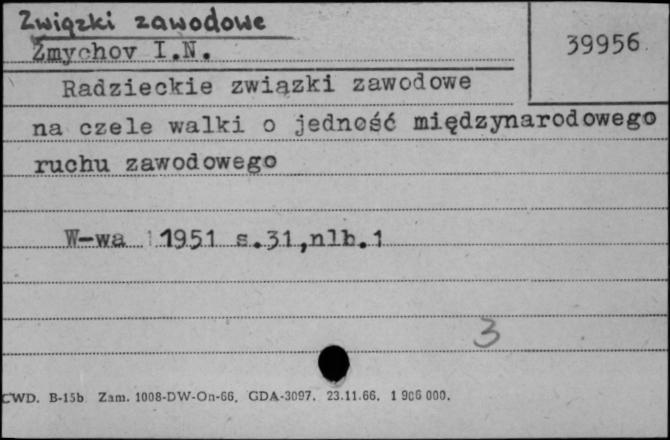 Związki zawodowe
Żmychov I.N.
39956
Radzieckie związki zawodowe
na czele walki o jedność międzynarodowego
ruchu zawodowego
W-wa 1951 s.31,nlb.1
3
CWD. B-15b Zam. 1008-DW-On-66. GDA-3097. 23.11.66. 1 906 000.